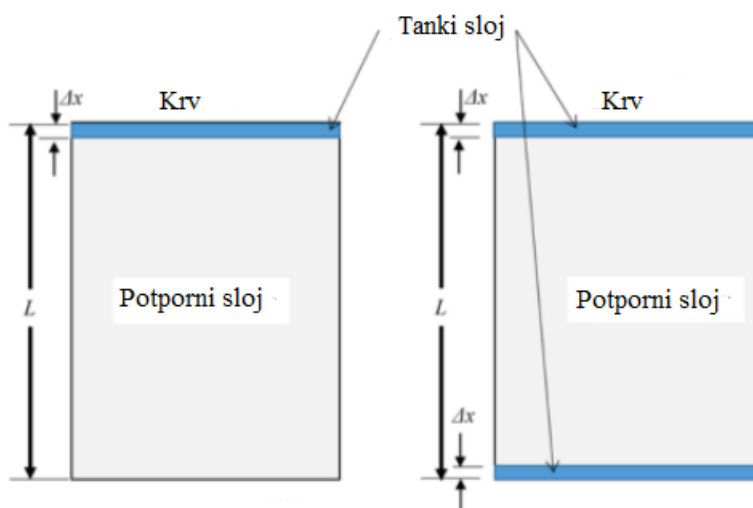 Tanki sloj
Δx
Krv
Δx
Krv
L
Potporni sloj
L
Potporni sloj
Δx